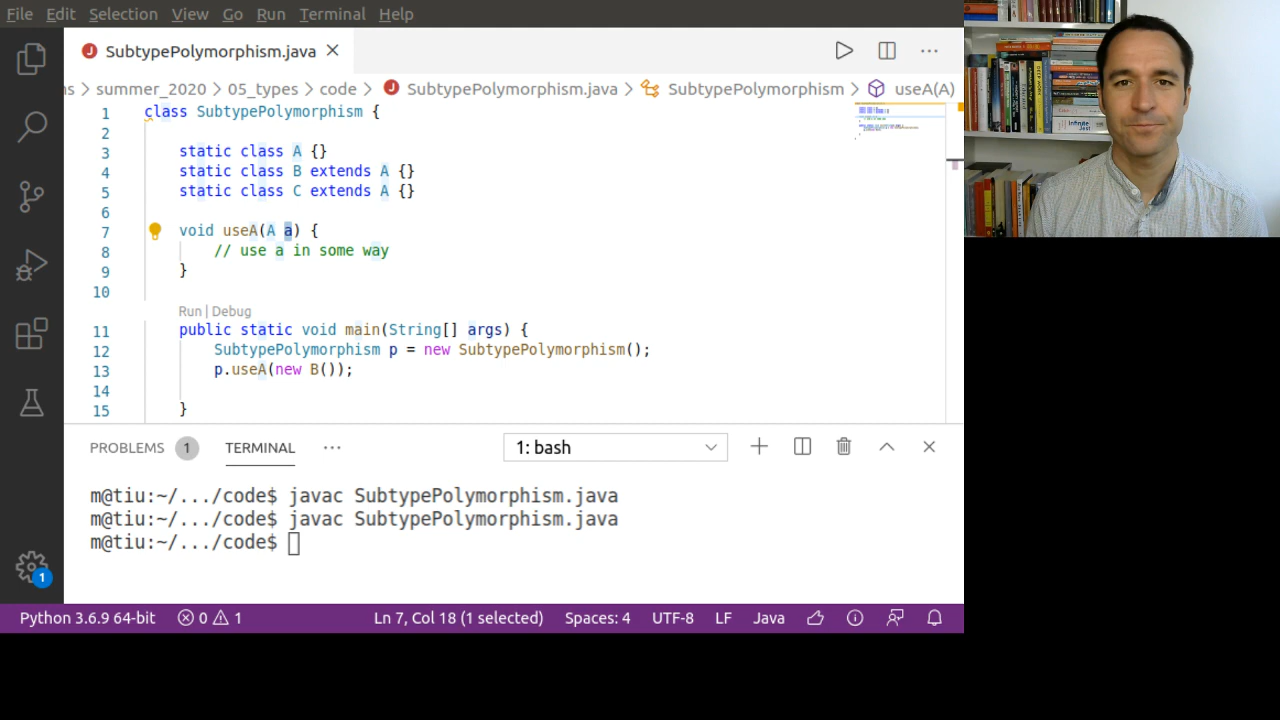 File Edit Selection View Go Run Terminal Help
SubtypePolymorphism.java
summer_2020 > 05_types > code > SubtypePolymorphism.java > SubtypePolymorphism > useA(A)
1 class SubtypePolymorphism {
2
3 static class A {}
4 static class B extends A {}
5 static class C extends A {}
6
7 void useA(A a) {
8 // use a in some way
9 }
10
Run | Debug
11 public static void main(String[] args) {
12 SubtypePolymorphism p = new SubtypePolymorphism();
13 p.useA(new B());
14
15 }
PROBLEMS 1 TERMINAL ··· 1: bash
m@tiu:~/.../code$ javac SubtypePolymorphism.java
m@tiu:~/.../code$ javac SubtypePolymorphism.java
m@tiu:~/.../code$
1
Python 3.6.9 64-bit 0 1 Ln 7, Col 18 (1 selected) Spaces: 4 UTF-8 LF Java
Infinite Jest